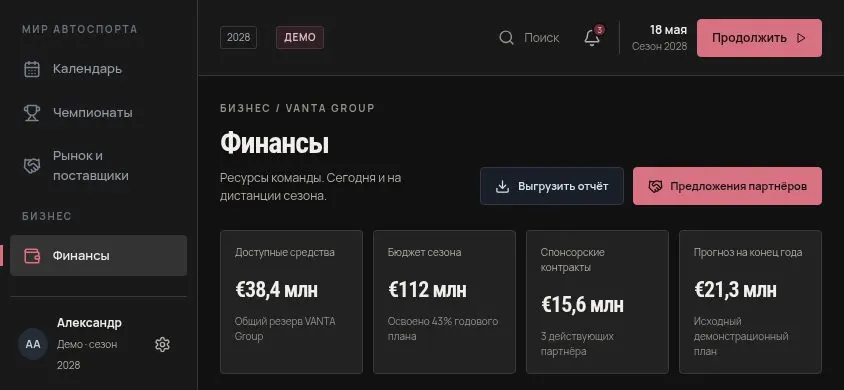 МИР АВТОСПОРТА
Календарь
Чемпионаты
Рынок и
поставщики
БИЗНЕС
Финансы
Александр
АА
Демо · сезон
2028
2028
ДЕМО
Поиск
3
18 мая
Сезон 2028
Продолжить
БИЗНЕС / VANTA GROUP
Финансы
Ресурсы команды. Сегодня и на
дистанции сезона.
Выгрузить отчёт
Предложения партнёров
Доступные средства
€38,4 млн
Общий резерв VANTA
Group
Бюджет сезона
€112 млн
Освоено 43% годового
плана
Спонсорские
контракты
€15,6 млн
3 действующих
партнёра
Прогноз на конец года
€21,3 млн
Исходный
демонстрационный
план